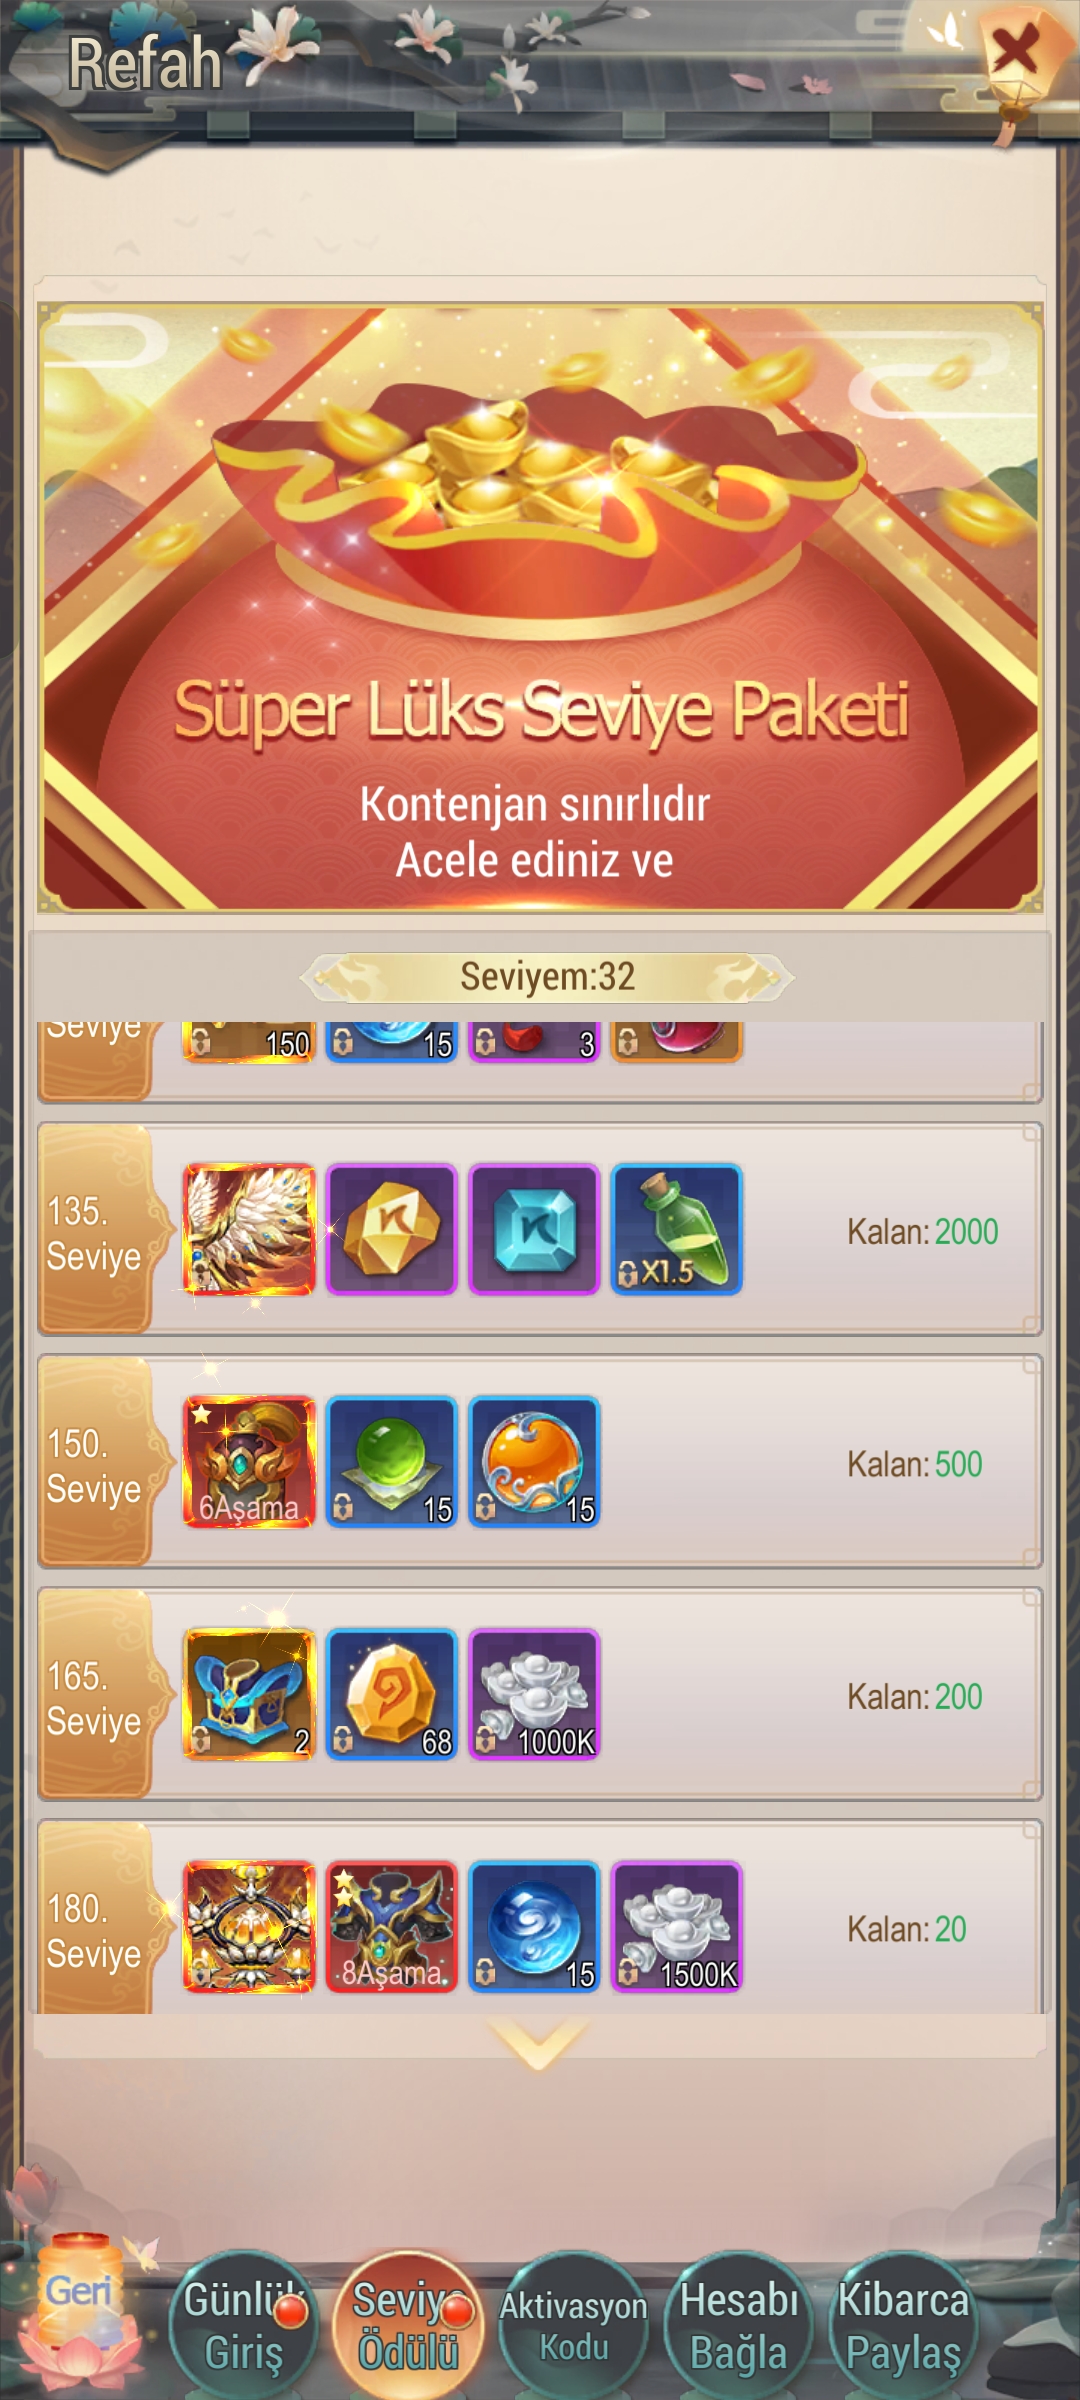 Refah
Süper Lüks Seviye Paketi
Kontenjan sınırlıdır
Acele ediniz ve
Seviyem:32
Seviye
150
15
3
135.
Seviye
X1.5
Kalan: 2000
150.
Seviye
6Aşama
15
15
Kalan: 500
165.
Seviye
2
68
1000K
Kalan: 200
180.
Seviye
8Aşama
15
1500K
Kalan: 20
Geri
Günlük
Giriş
Seviye
Ödülü
Aktivasyon
Kodu
Hesabı
Bağla
Kibarca
Paylaş